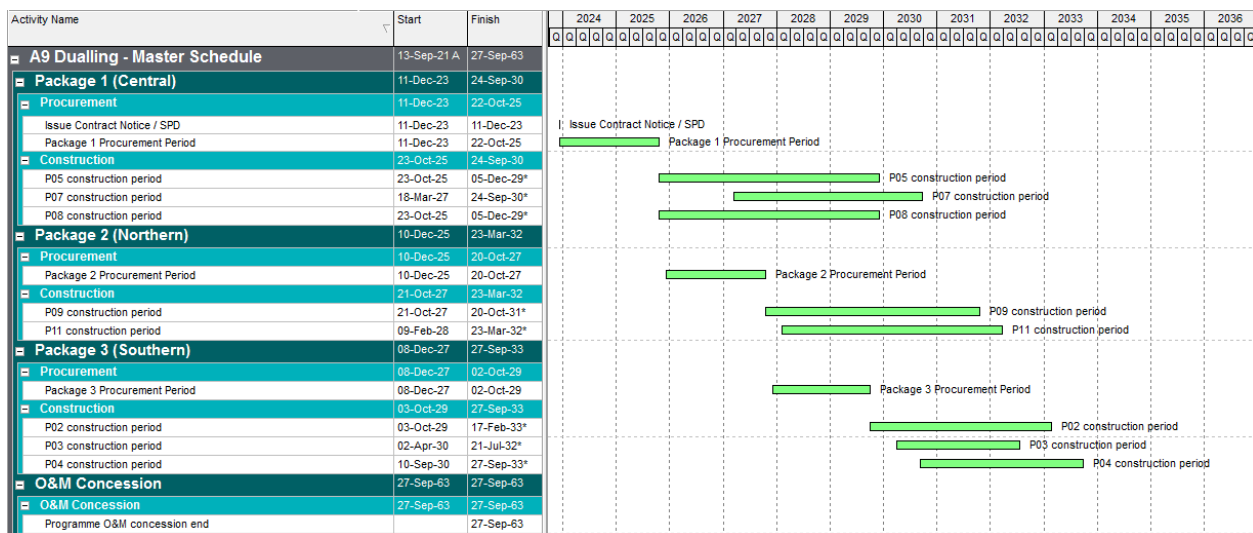 Activity Name Start Finish 2024 2025 2026 2027 2028 2029 2030 2031 2032 2033 2034 2035 2036
Q Q Q Q Q Q Q Q Q Q Q Q Q Q Q Q Q Q Q Q Q Q Q Q Q Q Q Q Q Q Q Q Q Q Q Q Q Q Q Q Q Q Q Q Q Q Q Q Q Q Q Q Q
A9 Dualling - Master Schedule 13-Sep-21 A 27-Sep-63
Package 1 (Central) 11-Dec-23 24-Sep-30
Procurement 11-Dec-23 22-Oct-25
Issue Contract Notice / SPD 11-Dec-23 11-Dec-23 Issue Contract Notice / SPD
Package 1 Procurement Period 11-Dec-23 22-Oct-25 Package 1 Procurement Period
Construction 23-Oct-25 24-Sep-30
P05 construction period 23-Oct-25 05-Dec-29* P05 construction period
P07 construction period 18-Mar-27 24-Sep-30* P07 construction period
P08 construction period 23-Oct-25 05-Dec-29* P08 construction period
Package 2 (Northern) 10-Dec-25 23-Mar-32
Procurement 10-Dec-25 20-Oct-27
Package 2 Procurement Period 10-Dec-25 20-Oct-27 Package 2 Procurement Period
Construction 21-Oct-27 23-Mar-32
P09 construction period 21-Oct-27 20-Oct-31* P09 construction period
P11 construction period 09-Feb-28 23-Mar-32* P11 construction period
Package 3 (Southern) 08-Dec-27 27-Sep-33
Procurement 08-Dec-27 02-Oct-29
Package 3 Procurement Period 08-Dec-27 02-Oct-29 Package 3 Procurement Period
Construction 03-Oct-29 27-Sep-33
P02 construction period 03-Oct-29 17-Feb-33* P02 construction period
P03 construction period 02-Apr-30 21-Jul-32* P03 construction period
P04 construction period 10-Sep-30 27-Sep-33* P04 construction period
O&M Concession 27-Sep-63 27-Sep-63
O&M Concession 27-Sep-63 27-Sep-63
Programme O&M concession end 27-Sep-63